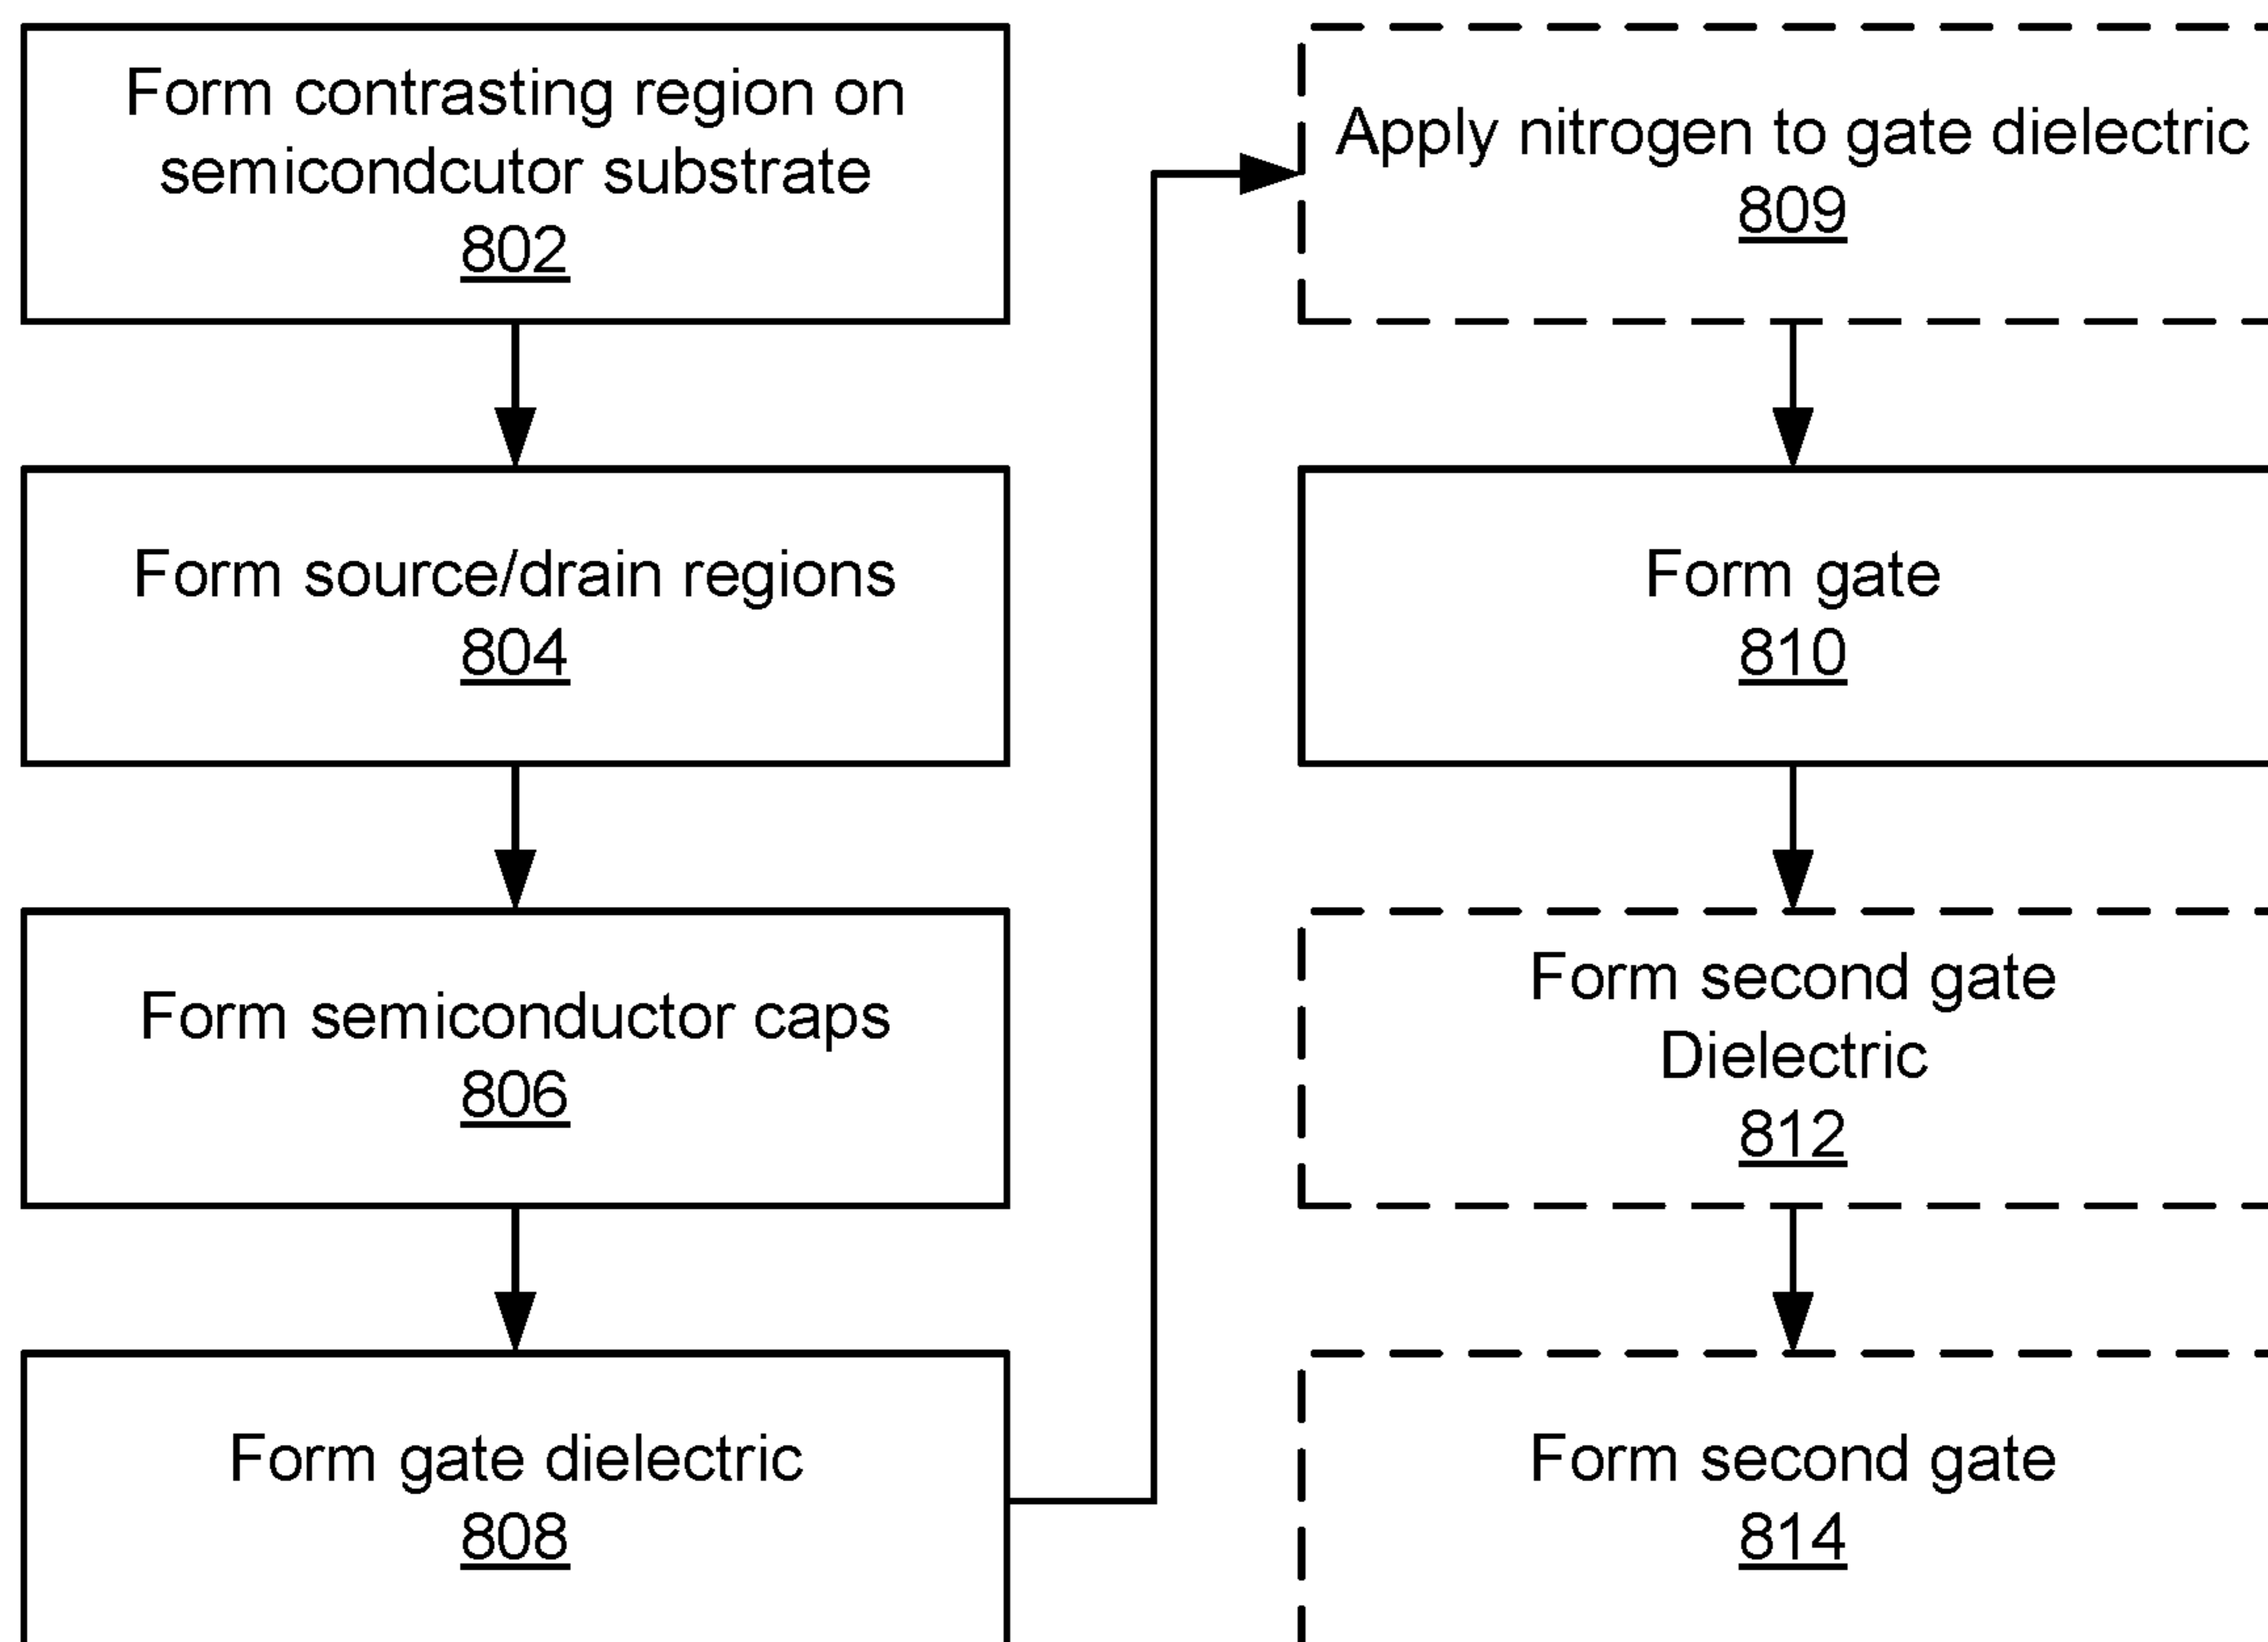 Form contrasting region on
semicondcutor substrate
802
Form source/drain regions
804
Form semiconductor caps
806
Form gate dielectric
808
Apply nitrogen to gate dielectric
809
Form gate
810
Form second gate
Dielectric
812
Form second gate
814